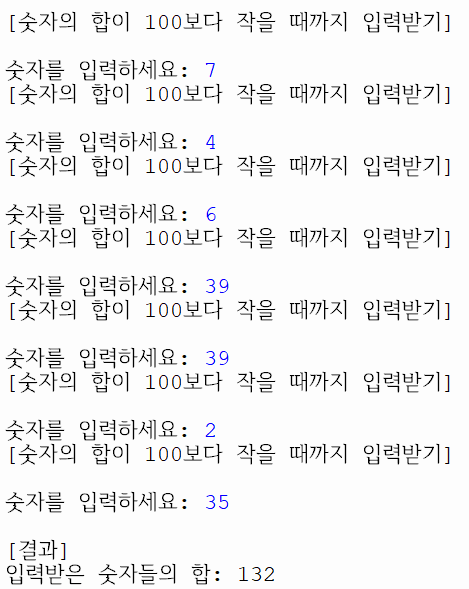 [숫자의 합이 100보다 작을 때까지 입력받기]
숫자를 입력하세요: 7
[숫자의 합이 100보다 작을 때까지 입력받기]
숫자를 입력하세요: 4
[숫자의 합이 100보다 작을 때까지 입력받기]
숫자를 입력하세요: 6
[숫자의 합이 100보다 작을 때까지 입력받기]
숫자를 입력하세요: 39
[숫자의 합이 100보다 작을 때까지 입력받기]
숫자를 입력하세요: 39
[숫자의 합이 100보다 작을 때까지 입력받기]
숫자를 입력하세요: 2
[숫자의 합이 100보다 작을 때까지 입력받기]
숫자를 입력하세요: 35
[결과]
입력받은 숫자들의 합: 132